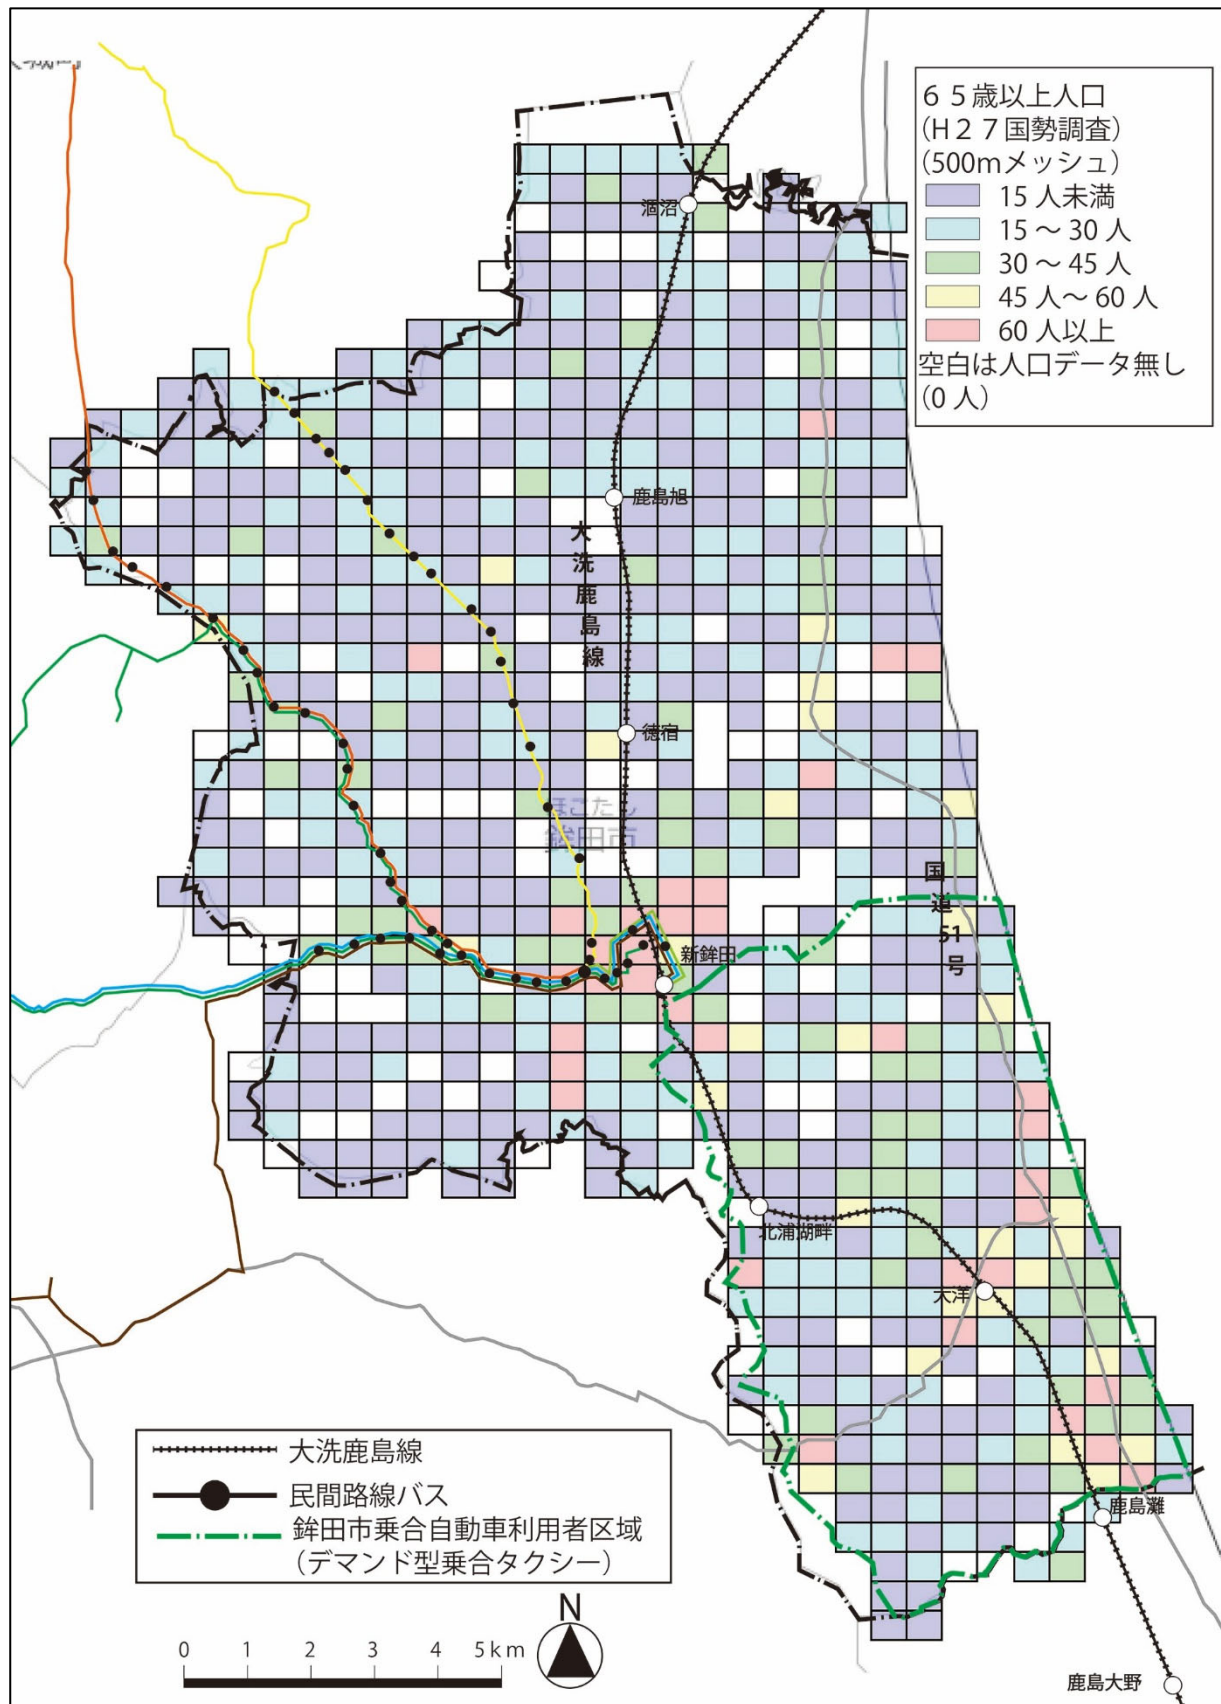 65歳以上人口
(H27国勢調査)
(500mメッシュ)
15人未満
15～30人
30～45人
45人～60人
60人以上
空白は人口データ無し
(0人)
涸沼
鹿島旭
大洗鹿島線
徳宿
ほこたし
鉾田市
国道51号
新鉾田
北浦湖畔
大洋
鹿島灘
鹿島大野
大洗鹿島線
民間路線バス
鉾田市乗合自動車利用者区域
(デマンド型乗合タクシー)
N
0 1 2 3 4 5km